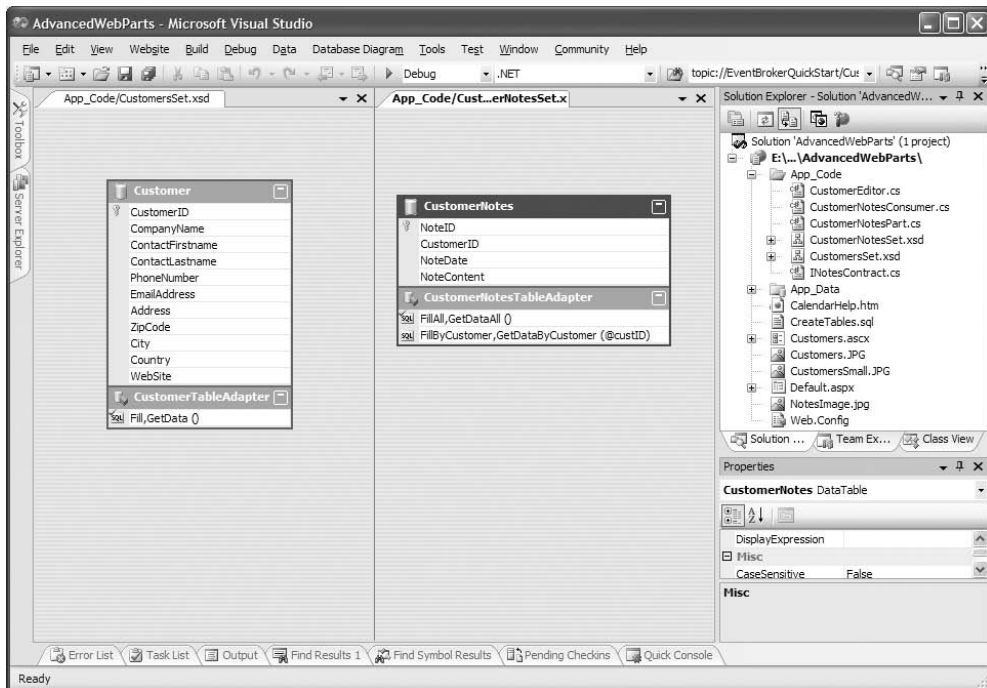 AdvancedWebParts - Microsoft Visual Studio
File Edit View Website Build Debug Data Database Diagram Tools Test Window Community Help
Debug .NET topic://EventBrokerQuickStart/Cu
Toolbox
Server Explorer
App_Code/CustomersSet.xsd
Customer
CustomerID
CompanyName
ContactFirstname
ContactLastname
PhoneNumber
EmailAddress
Address
ZipCode
City
Country
WebSite
CustomerTableAdapter
SQL Fill,GetData ()
App_Code/Cust...erNotesSet.x
CustomerNotes
NoteID
CustomerID
NoteDate
NoteContent
CustomerNotesTableAdapter
SQL FillAll,GetDataAll ()
SQL FillByCustomer,GetDataByCustomer (@custID)
Solution Explorer - Solution 'AdvancedW...
Solution 'AdvancedWebParts' (1 project)
E:\...\AdvancedWebParts\
App_Code
CustomerEditor.cs
CustomerNotesConsumer.cs
CustomerNotesPart.cs
CustomerNotesSet.xsd
CustomersSet.xsd
INotesContract.cs
App_Data
CalendarHelp.htm
CreateTables.sql
Customers.ascx
Customers.JPG
CustomersSmall.JPG
Default.aspx
NotesImage.jpg
Web.Config
Solution ... Team Ex... Class View
Properties
CustomerNotes DataTable
DisplayExpression
Misc
CaseSensitive False
Misc
Error List Task List Output Find Results 1 Find Symbol Results Pending Checkins Quick Console
Ready